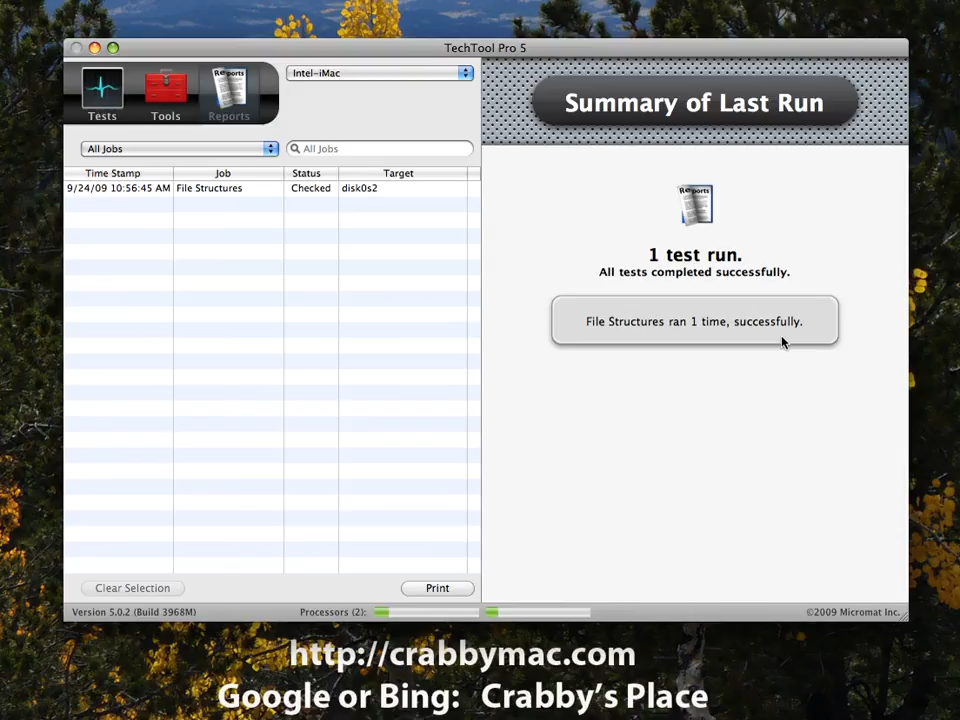 TechTool Pro 5
Tests
Tools
Reports
Reports
Intel-iMac
All Jobs
All Jobs
Time Stamp Job Status Target
9/24/09 10:56:45 AM File Structures Checked disk0s2
Clear Selection
Print
Summary of Last Run
Reports
1 test run.
All tests completed successfully.
File Structures ran 1 time, successfully.
Version 5.0.2 (Build 3968M)
Processors (2):
©2009 Micromat Inc.
http://crabbymac.com
Google or Bing: Crabby's Place